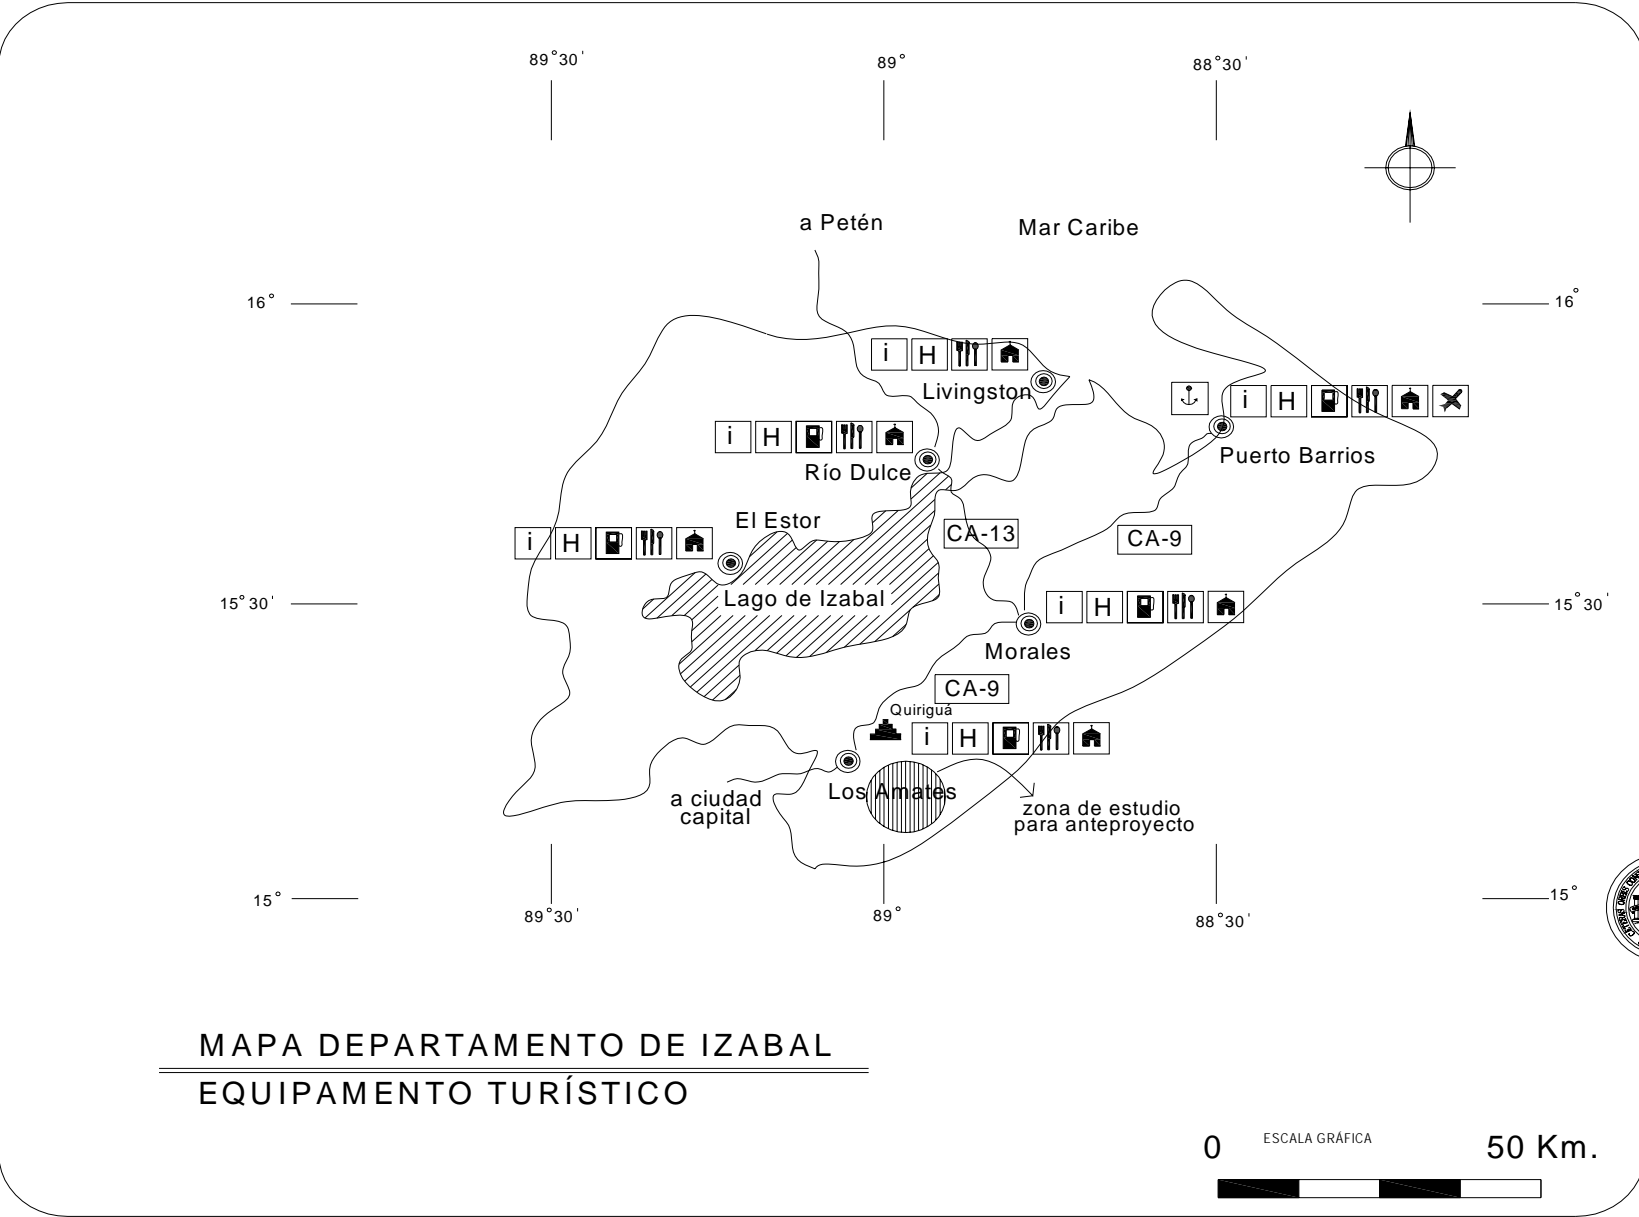 89°30'
89°
88°30'
a Petén
Mar Caribe
16°
16°
i H
Livingston
i H
i H
Río Dulce
Puerto Barrios
El Estor
i H
CA-13
CA-9
Lago de Izabal
15°30'
15°30'
i H
Morales
CA-9
Quiriguá
i H
Los Amates
a ciudad
capital
zona de estudio
para anteproyecto
15°
15°
89°30'
89°
88°30'
MAPA DEPARTAMENTO DE IZABAL
EQUIPAMENTO TURÍSTICO
0 ESCALA GRÁFICA 50 Km.